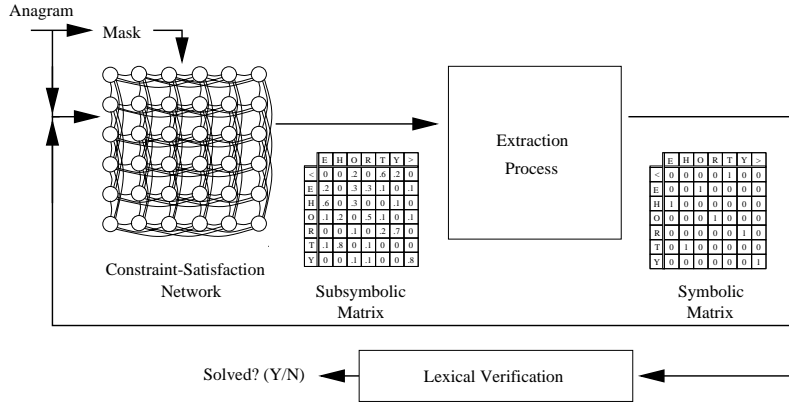 Anagram
Mask
Extraction
Process
E H O R T Y >
< 0 0 .2 0 .6 .2 0
E .2 0 .3 .3 .1 0 .1
H .6 0 .3 0 0 0 0
O .1 .2 0 .5 .1 0 .1
R 0 0 .1 0 .2 .7 0
T .1 .8 0 .1 0 0 0
Y 0 0 .1 .1 0 0 .8
E H O R T Y >
< 0 0 0 0 1 0 0
E 0 0 1 0 0 0 0
H 1 0 0 0 0 0 0
O 0 0 0 1 0 0 0
R 0 0 0 0 0 1 0
T 0 1 0 0 0 0 0
Y 0 0 0 0 0 0 1
Constraint-Satisfaction
Network
Subsymbolic
Matrix
Symbolic
Matrix
Solved? (Y/N)
Lexical Verification